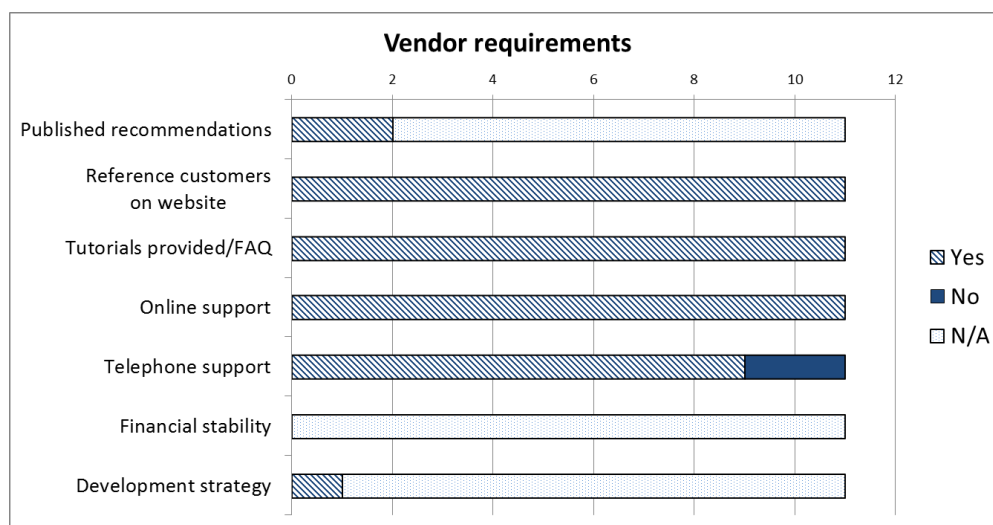 Vendor requirements
0 2 4 6 8 10 12
Published recommendations
Reference customers
on website
Tutorials provided/FAQ
Online support
Telephone support
Financial stability
Development strategy
Yes
No
N/A